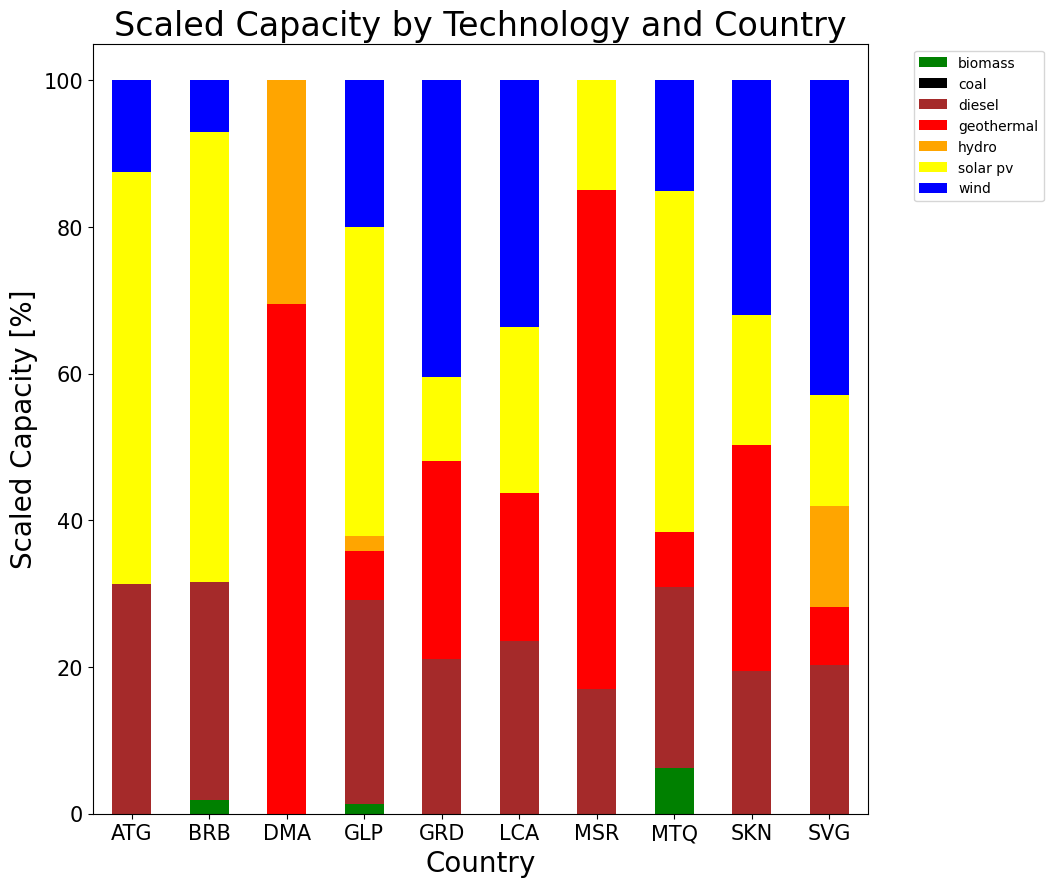 Scaled Capacity by Technology and Country
Scaled Capacity [%]
100
80
60
40
20
0
ATG BRB DMA GLP GRD LCA MSR MTQ SKN SVG
Country
biomass
coal
diesel
geothermal
hydro
solar pv
wind